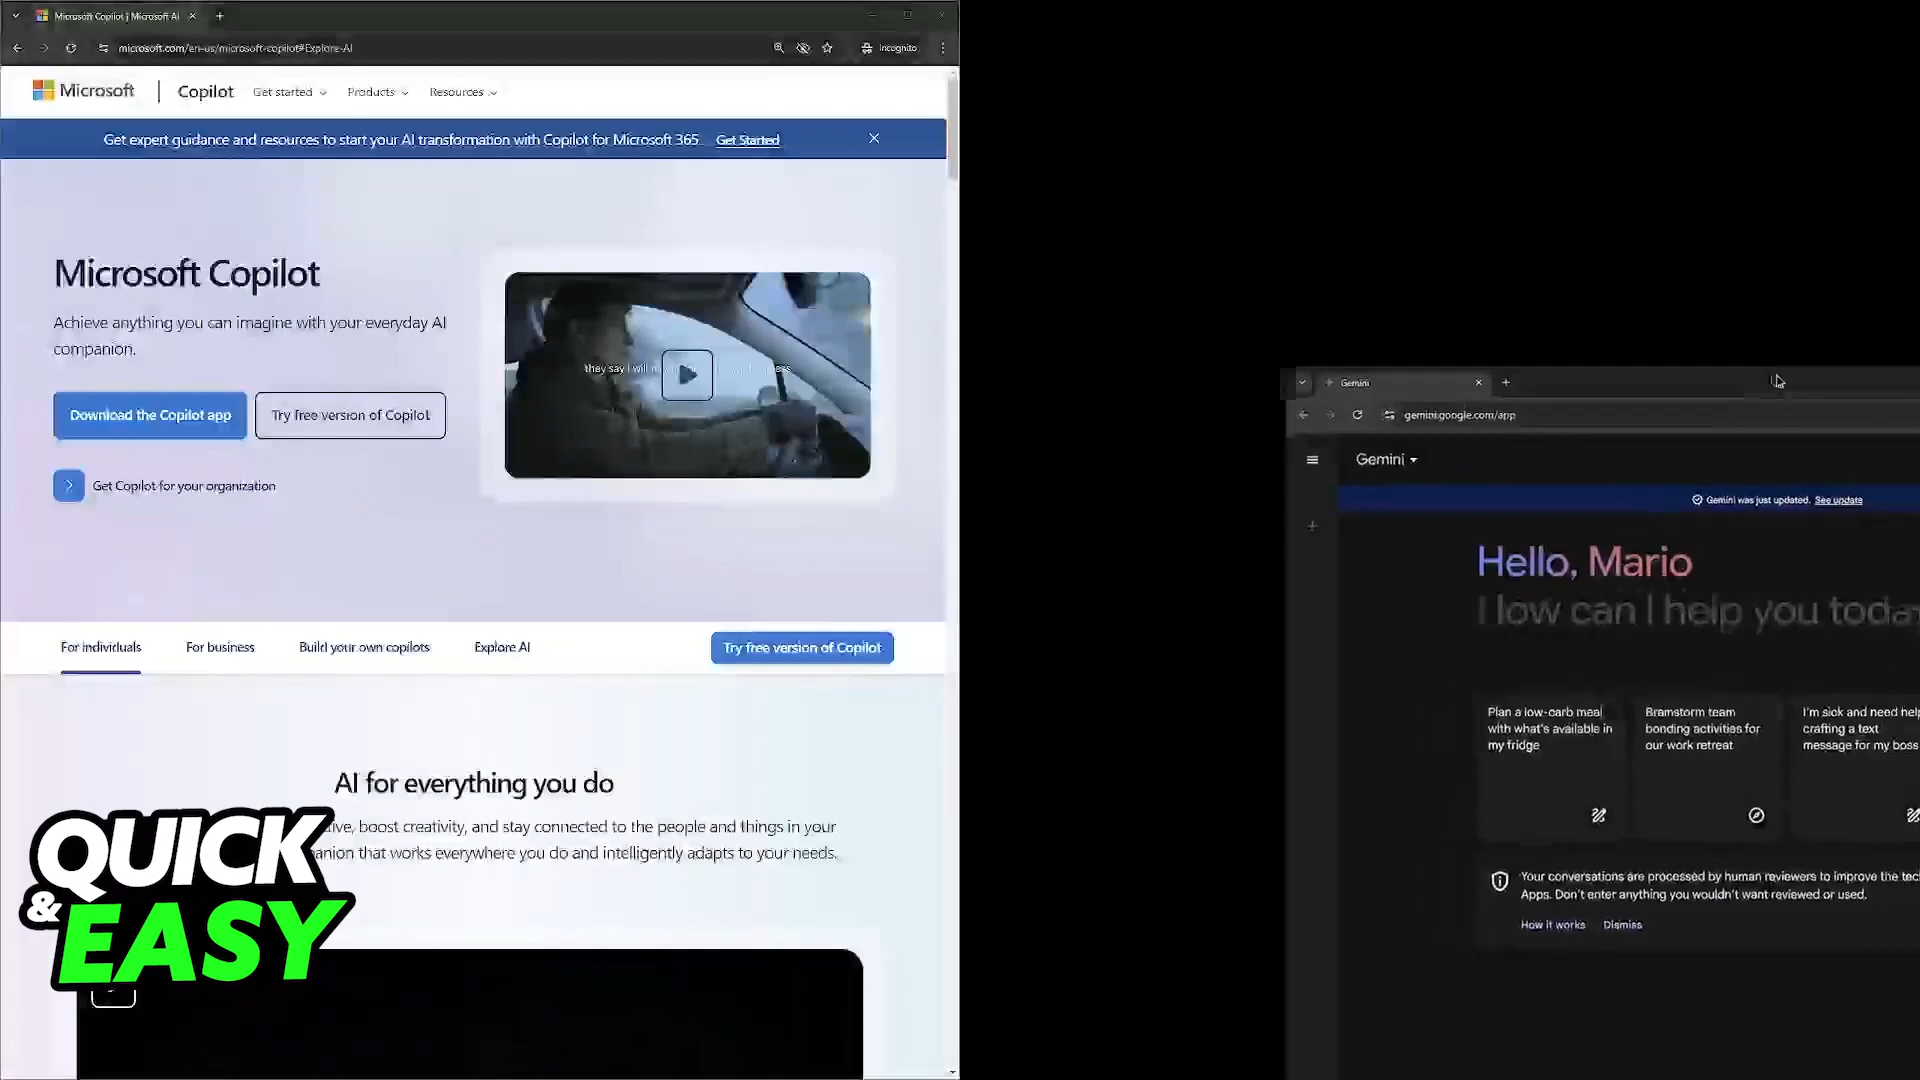 Microsoft Copilot | Microsoft AI
microsoft.com/en-us/microsoft-copilot#Explore-AI
Incognito
Microsoft
Copilot
Get started
Products
Resources
Get expert guidance and resources to start your AI transformation with Copilot for Microsoft 365. Get Started
Microsoft Copilot
Achieve anything you can imagine with your everyday AI
companion.
they say I will
Download the Copilot app
Try free version of Copilot
Get Copilot for your organization
For individuals
For business
Build your own copilots
Explore AI
Try free version of Copilot
AI for everything you do
boost creativity, and stay connected to the people and things in your
that works everywhere you do and intelligently adapts to your needs.
QUICK
& EASY
Gemini
gemini.google.com/app
Gemini
Gemini was just updated. See update
Hello, Mario
How can I help you today
Plan a low-carb meal
with what's available in
my fridge
Brainstorm team
bonding activities for
our work retreat
I'm sick and need help
crafting a text
message for my boss
Your conversations are processed by human reviewers to improve the
Apps. Don't enter anything you wouldn't want reviewed or used.
How it works
Dismiss